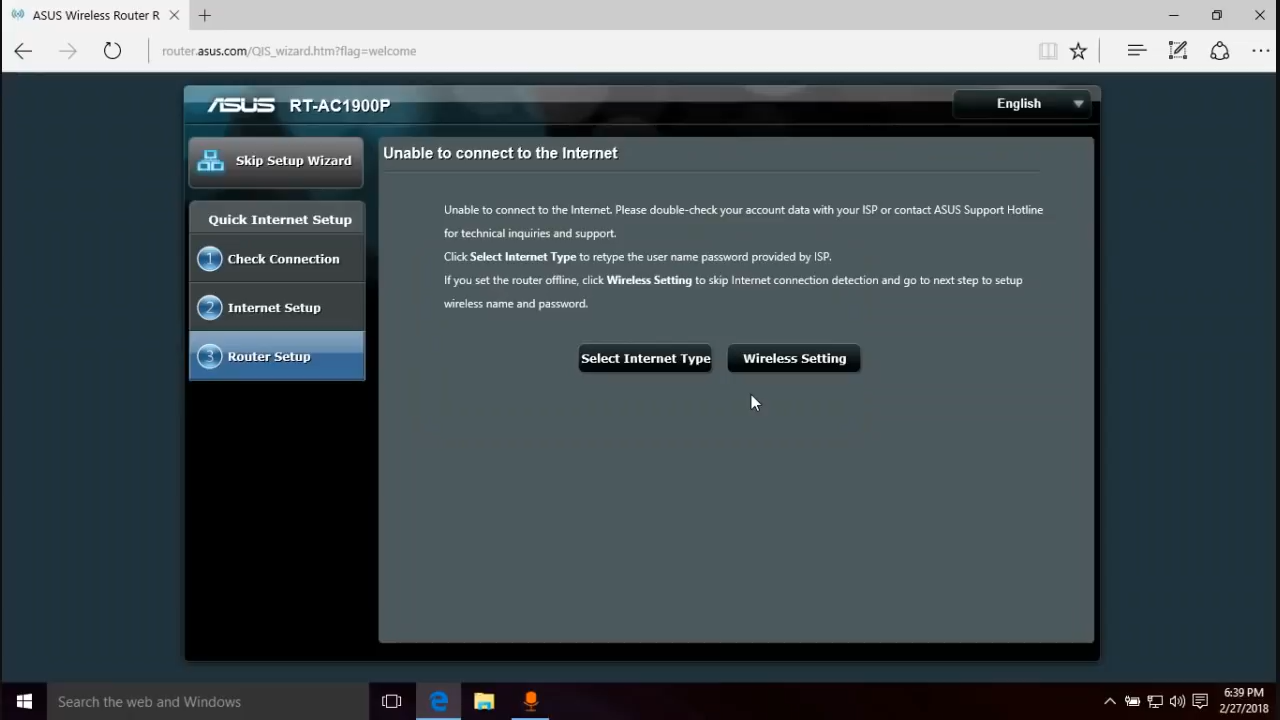 ASUS Wireless Router R
router.asus.com/QIS_wizard.htm?flag=welcome
ASUS RT-AC1900P
English
Skip Setup Wizard
Quick Internet Setup
1 Check Connection
2 Internet Setup
3 Router Setup
Unable to connect to the Internet
Unable to connect to the Internet. Please double-check your account data with your ISP or contact ASUS Support Hotline
for technical inquiries and support.
Click Select Internet Type to retype the user name password provided by ISP.
If you set the router offline, click Wireless Setting to skip Internet connection detection and go to next step to setup
wireless name and password.
Select Internet Type
Wireless Setting
Search the web and Windows
6:39 PM
2/27/2018